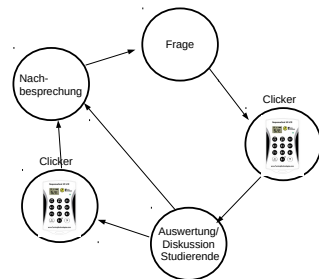 Frage
Nach-
besprechung
Clicker
Clicker
Auswertung/
Diskussion
Studierende